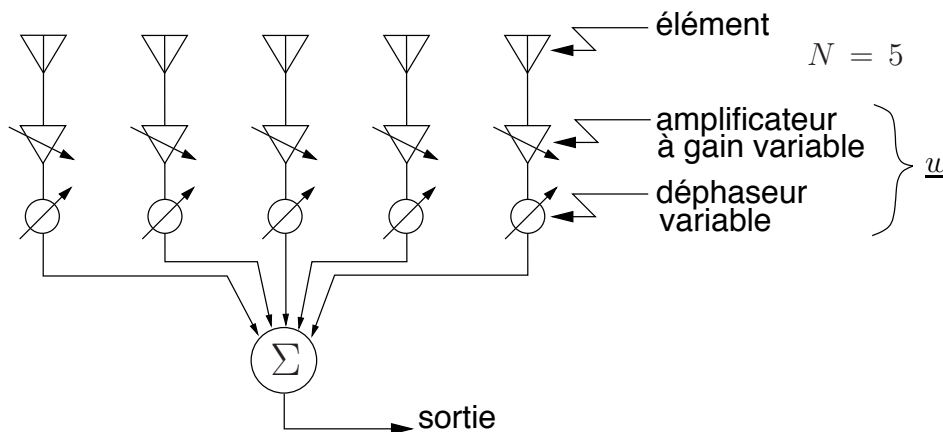 élément
N = 5
amplificateur
à gain variable
w
déphaseur
variable
Σ
sortie